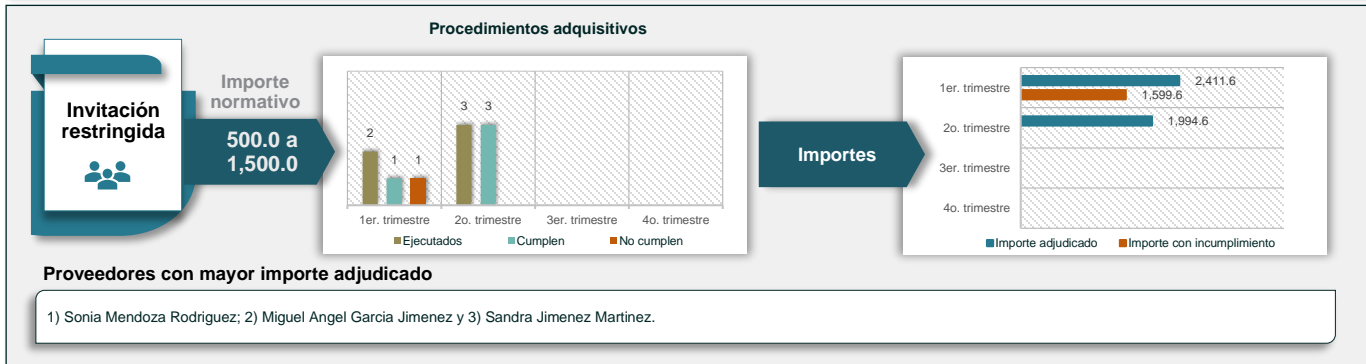 Procedimientos adquisitivos
Invitación
restringida
Importe
normativo
500.0 a
1,500.0
2
1
1
3
3
1er. trimestre
2o. trimestre
3er. trimestre
4o. trimestre
Ejecutados
Cumplen
No cumplen
Importes
1er. trimestre
2,411.6
1,599.6
2o. trimestre
1,994.6
3er. trimestre
4o. trimestre
Importe adjudicado
Importe con incumplimiento
Proveedores con mayor importe adjudicado
1) Sonia Mendoza Rodriguez; 2) Miguel Angel Garcia Jimenez y 3) Sandra Jimenez Martinez.